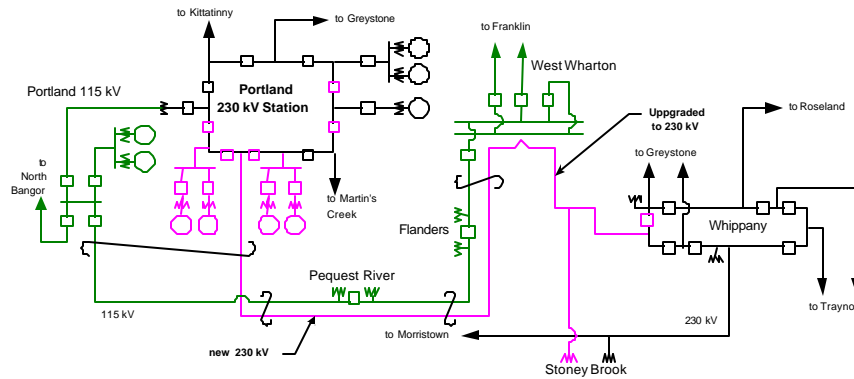 to Kittatinny
to Greystone
to Franklin
West Wharton
Portland 115 kV
Portland
230 kV Station
Uppgraded
to 230 kV
to Roseland
to
North
Bangor
to Greystone
to Martin's
Creek
Flanders
Whippany
Pequest River
115 kV
to Morristown
230 kV
to Trayno
new 230 kV
Stoney Brook